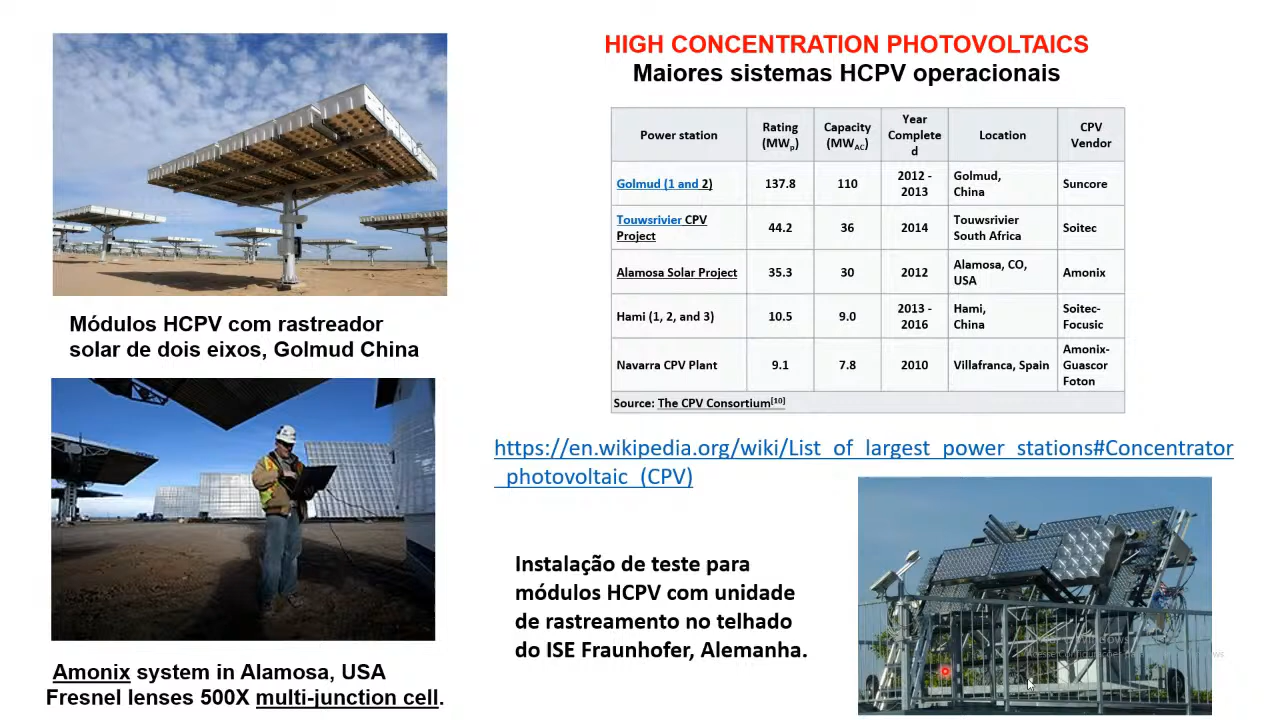 HIGH CONCENTRATION PHOTOVOLTAICS
Maiores sistemas HCPV operacionais
Power station
Rating
(MWp)
Capacity
(MWAC)
Year
Complete
d
Location
CPV
Vendor
Golmud (1 and 2)
137.8
110
2012 -
2013
Golmud,
China
Suncore
Touwsrivier CPV
Project
44.2
36
2014
Touwsrivier
South Africa
Soitec
Alamosa Solar Project
35.3
30
2012
Alamosa, CO,
USA
Amonix
Hami (1, 2, and 3)
10.5
9.0
2013 -
2016
Hami,
China
Soitec-
Focusic
Navarra CPV Plant
9.1
7.8
2010
Villafranca, Spain
Amonix-
Guascor
Foton
Source: The CPV Consortium[10]
Módulos HCPV com rastreador
solar de dois eixos, Golmud China
https://en.wikipedia.org/wiki/List_of_largest_power_stations#Concentrator
_photovoltaic_(CPV)
Instalação de teste para
módulos HCPV com unidade
de rastreamento no telhado
do ISE Fraunhofer, Alemanha.
Amonix system in Alamosa, USA
Fresnel lenses 500X multi-junction cell.